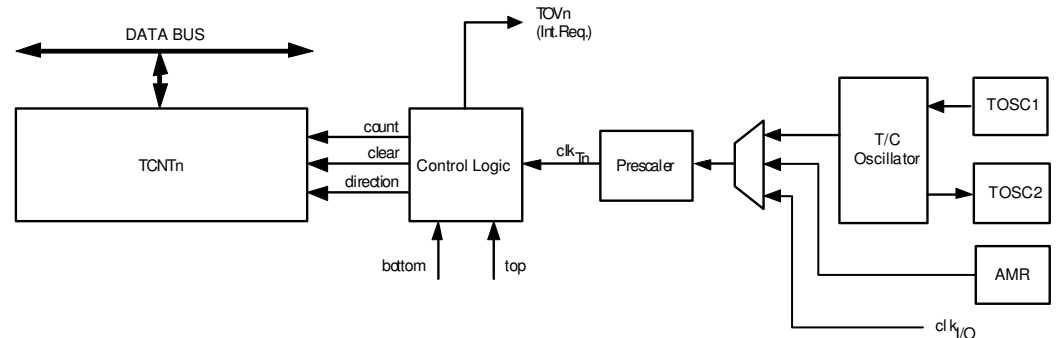 TOVn
(Int.Req.)
DATA BUS
TOSC1
count
T/C
Oscillator
TCNTn
clear
Control Logic
clkTn
Prescaler
direction
TOSC2
bottom
top
AMR
clkI/O